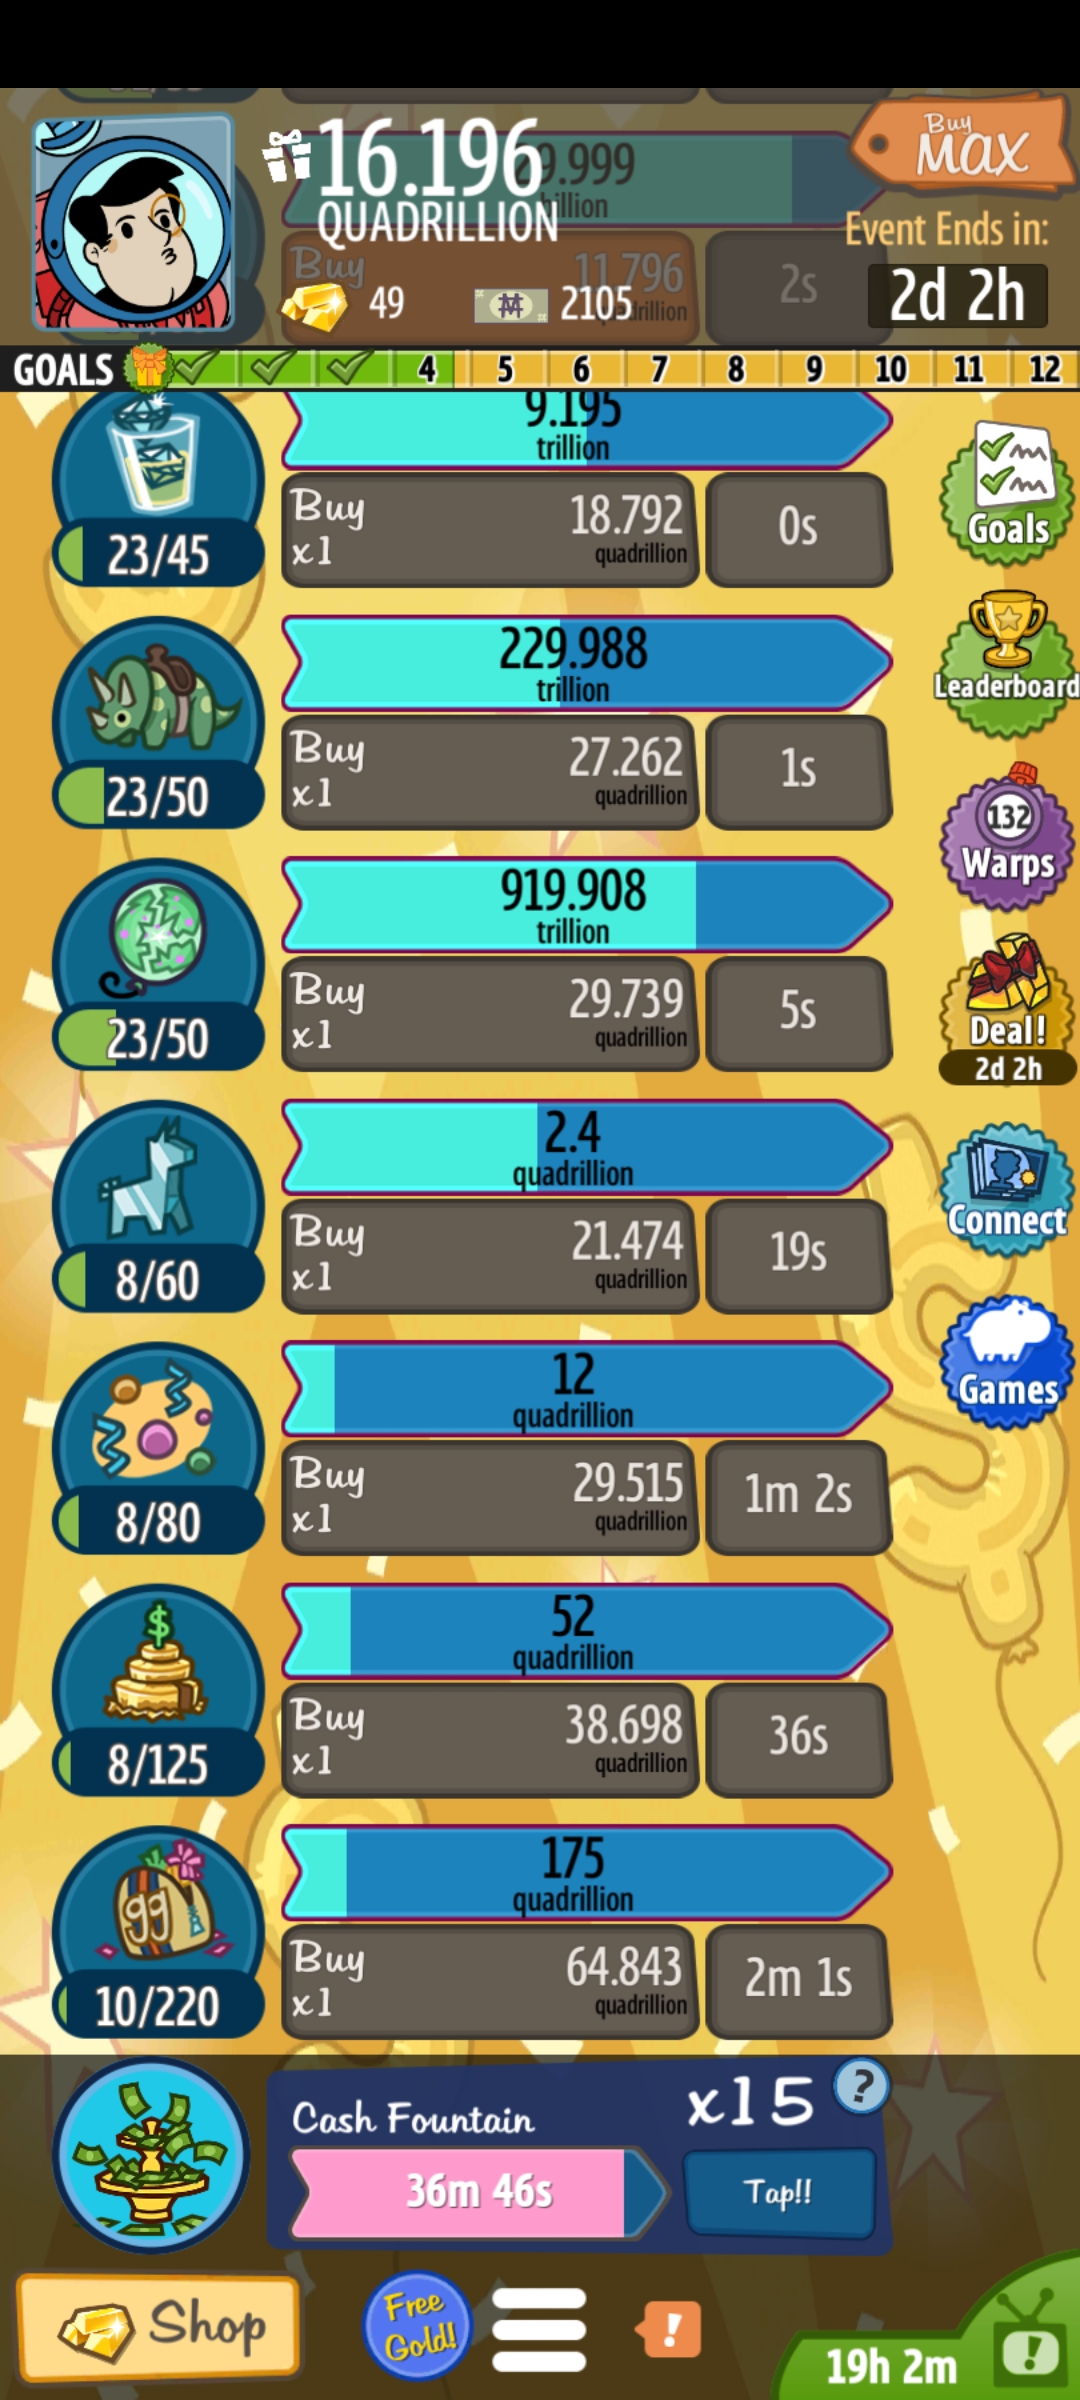 Buy
MAX
16.196
QUADRILLION
9.999
Event Ends in:
2d 2h
Buy
11.796
2s
49
2105
GOALS 4 5 6 7 8 9 10 11 12
9.195
trillion
Buy
x1
18.792
quadrillion
0s
23/45
Goals
229.988
trillion
Buy
x1
27.262
quadrillion
1s
23/50
Leaderboard
919.908
trillion
Buy
x1
29.739
quadrillion
5s
23/50
132
Warps
Deal!
2d 2h
2.4
quadrillion
Buy
x1
21.474
quadrillion
19s
8/60
Connect
12
quadrillion
Buy
x1
29.515
quadrillion
1m 2s
8/80
Games
52
quadrillion
Buy
x1
38.698
quadrillion
36s
$
8/125
175
quadrillion
Buy
x1
64.843
quadrillion
2m 1s
gg
10/220
Cash Fountain
x15
?
36m 46s
Tap!!
Shop
Free
Gold!
!
19h 2m
!